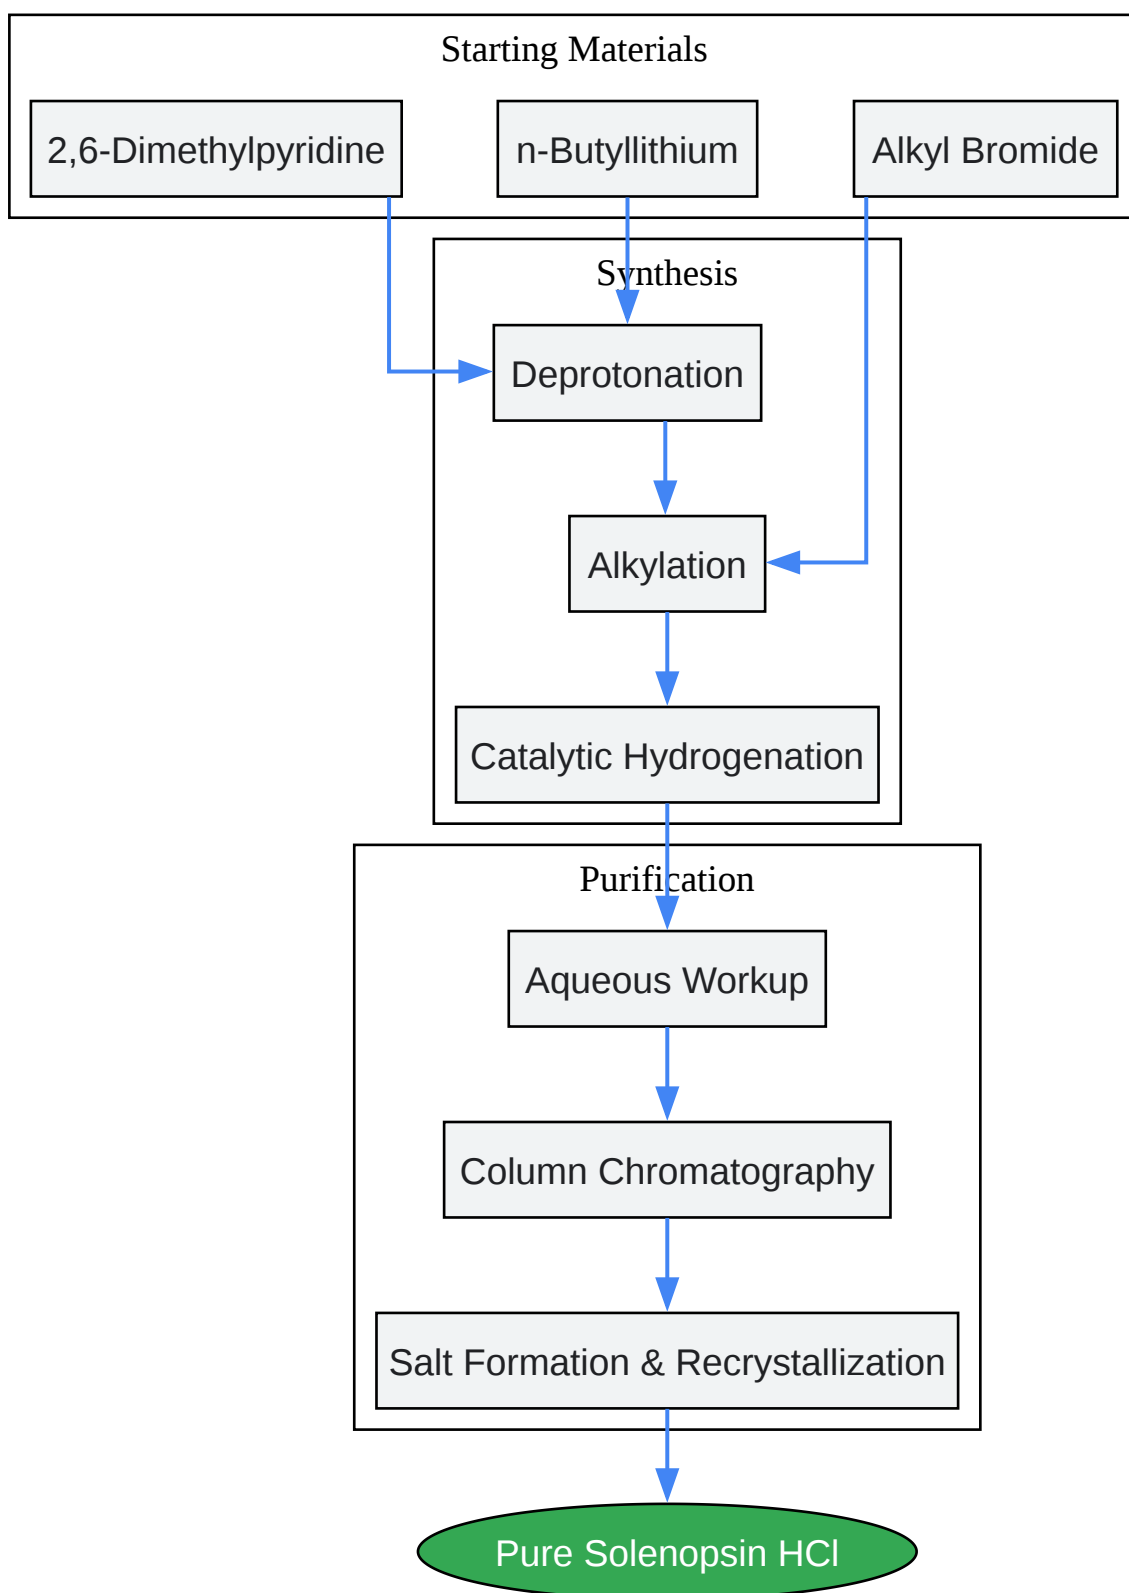 Starting Materials
2,6-Dimethylpyridine
n-Butyllithium
Alkyl Bromide
Synthesis
Deprotonation
Alkylation
Catalytic Hydrogenation
Purification
Aqueous Workup
Column Chromatography
Salt Formation & Recrystallization
Pure Solenopsin HCl